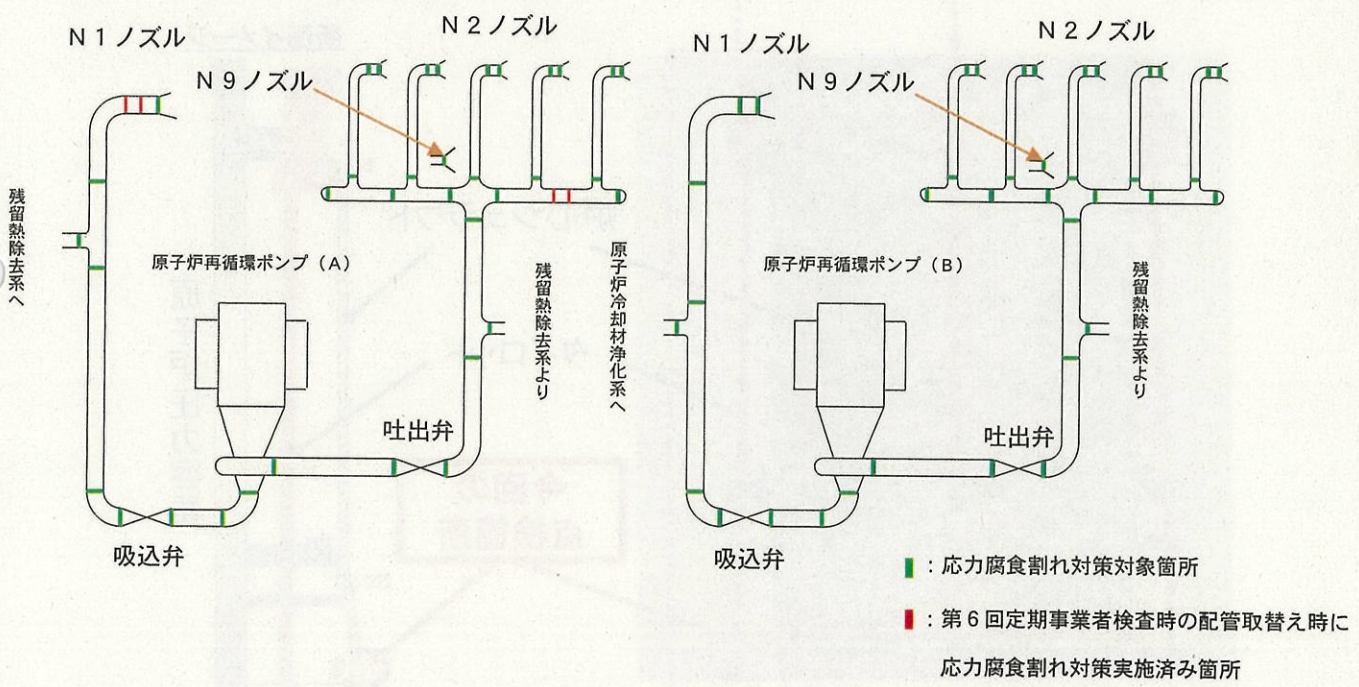 N1ノズル
N2ノズル
N9ノズル
残留熱除去系へ
原子炉再循環ポンプ(A)
残留熱除去系より
原子炉冷却材浄化系へ
吐出弁
吸込弁
N1ノズル
N2ノズル
N9ノズル
原子炉再循環ポンプ(B)
残留熱除去系より
吐出弁
吸込弁
:応力腐食割れ対策対象箇所
:第6回定期事業者検査時の配管取替え時に
応力腐食割れ対策実施済み箇所
今回の
点検箇所